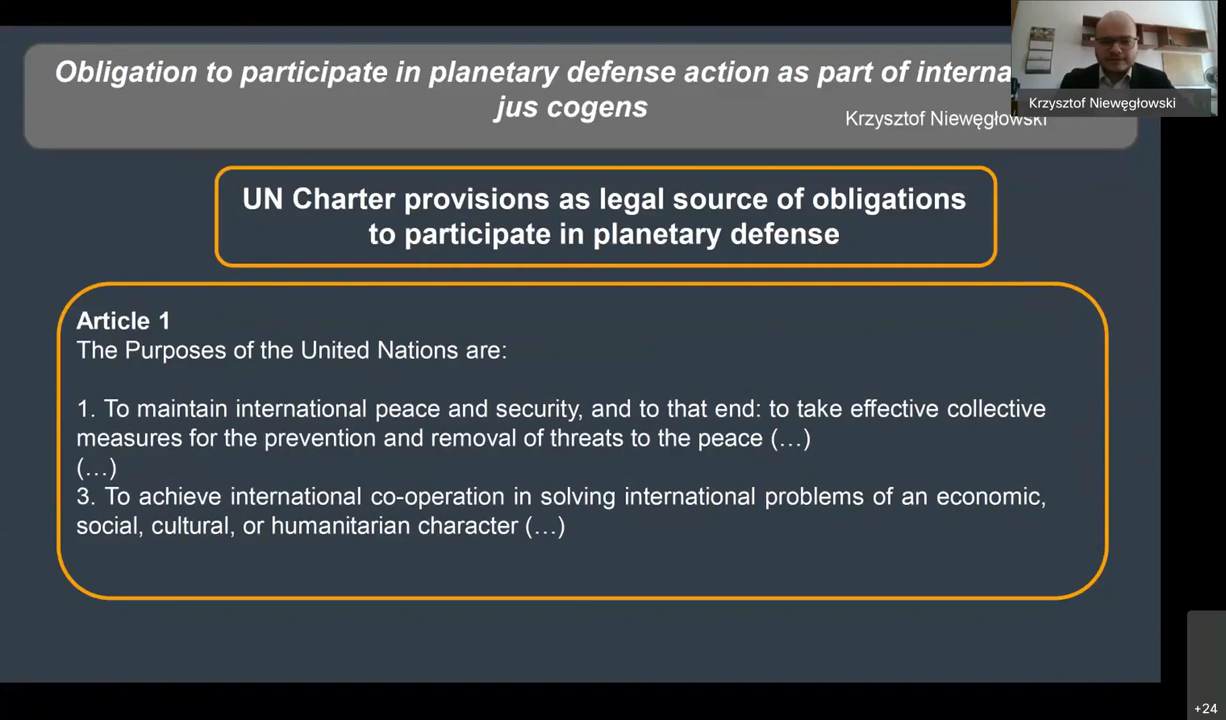 Obligation to participate in planetary defense action as part of interna
jus cogens
Krzysztof Niewęgłowski
Krzysztof Niewęgłowski
UN Charter provisions as legal source of obligations
to participate in planetary defense
Article 1
The Purposes of the United Nations are:
1. To maintain international peace and security, and to that end: to take effective collective
measures for the prevention and removal of threats to the peace (…)
(…)
3. To achieve international co-operation in solving international problems of an economic,
social, cultural, or humanitarian character (…)
+24